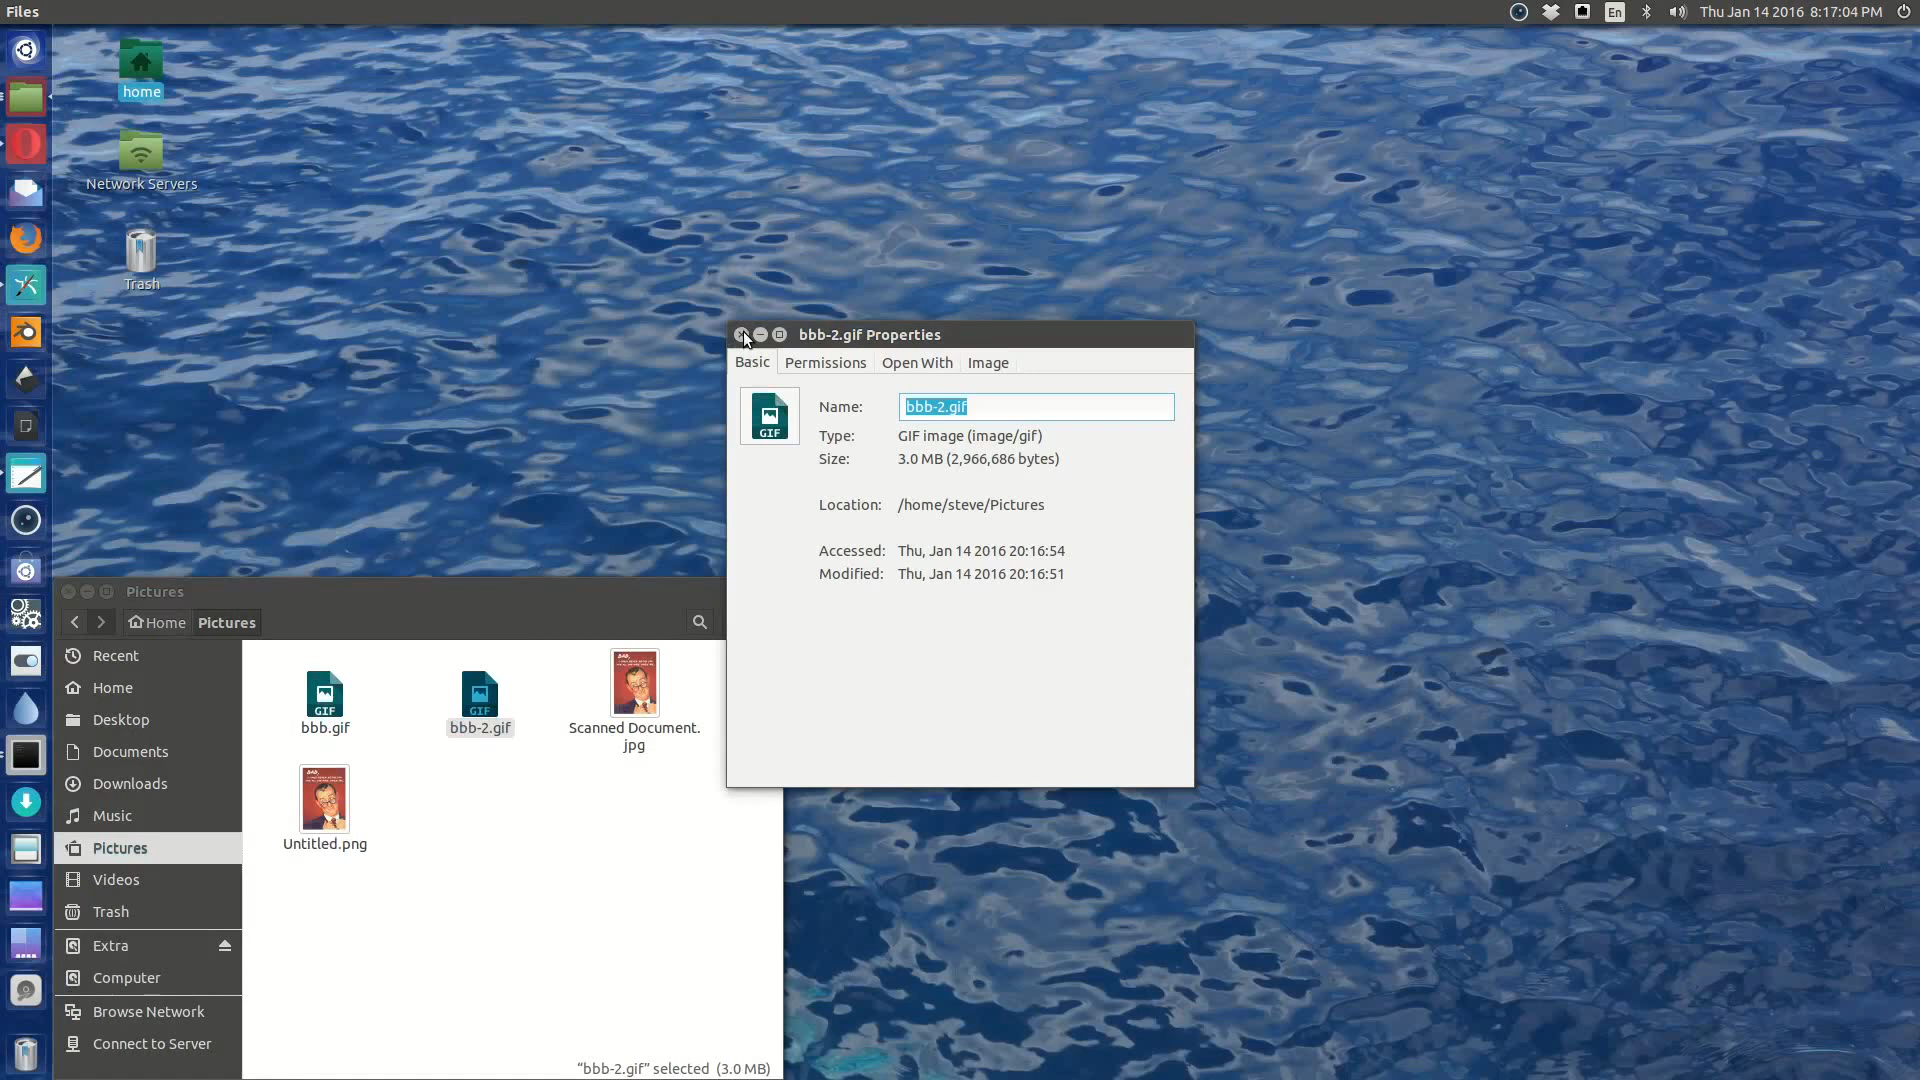 Files
En
Thu Jan 14 2016 8:17:04 PM
home
Network Servers
Trash
bbb-2.gif Properties
Basic
Permissions
Open With
Image
GIF
Name:
bbb-2.gif
Type:
GIF image (image/gif)
Size:
3.0 MB (2,966,686 bytes)
Location:
/home/steve/Pictures
Accessed:
Thu, Jan 14 2016 20:16:54
Modified:
Thu, Jan 14 2016 20:16:51
Pictures
Home
Pictures
Recent
Home
Desktop
Documents
Downloads
Music
Pictures
Videos
Trash
Extra
Computer
Browse Network
Connect to Server
GIF
bbb.gif
GIF
bbb-2.gif
DAD,
Scanned Document.
jpg
DAD,
Untitled.png
“bbb-2.gif” selected (3.0 MB)